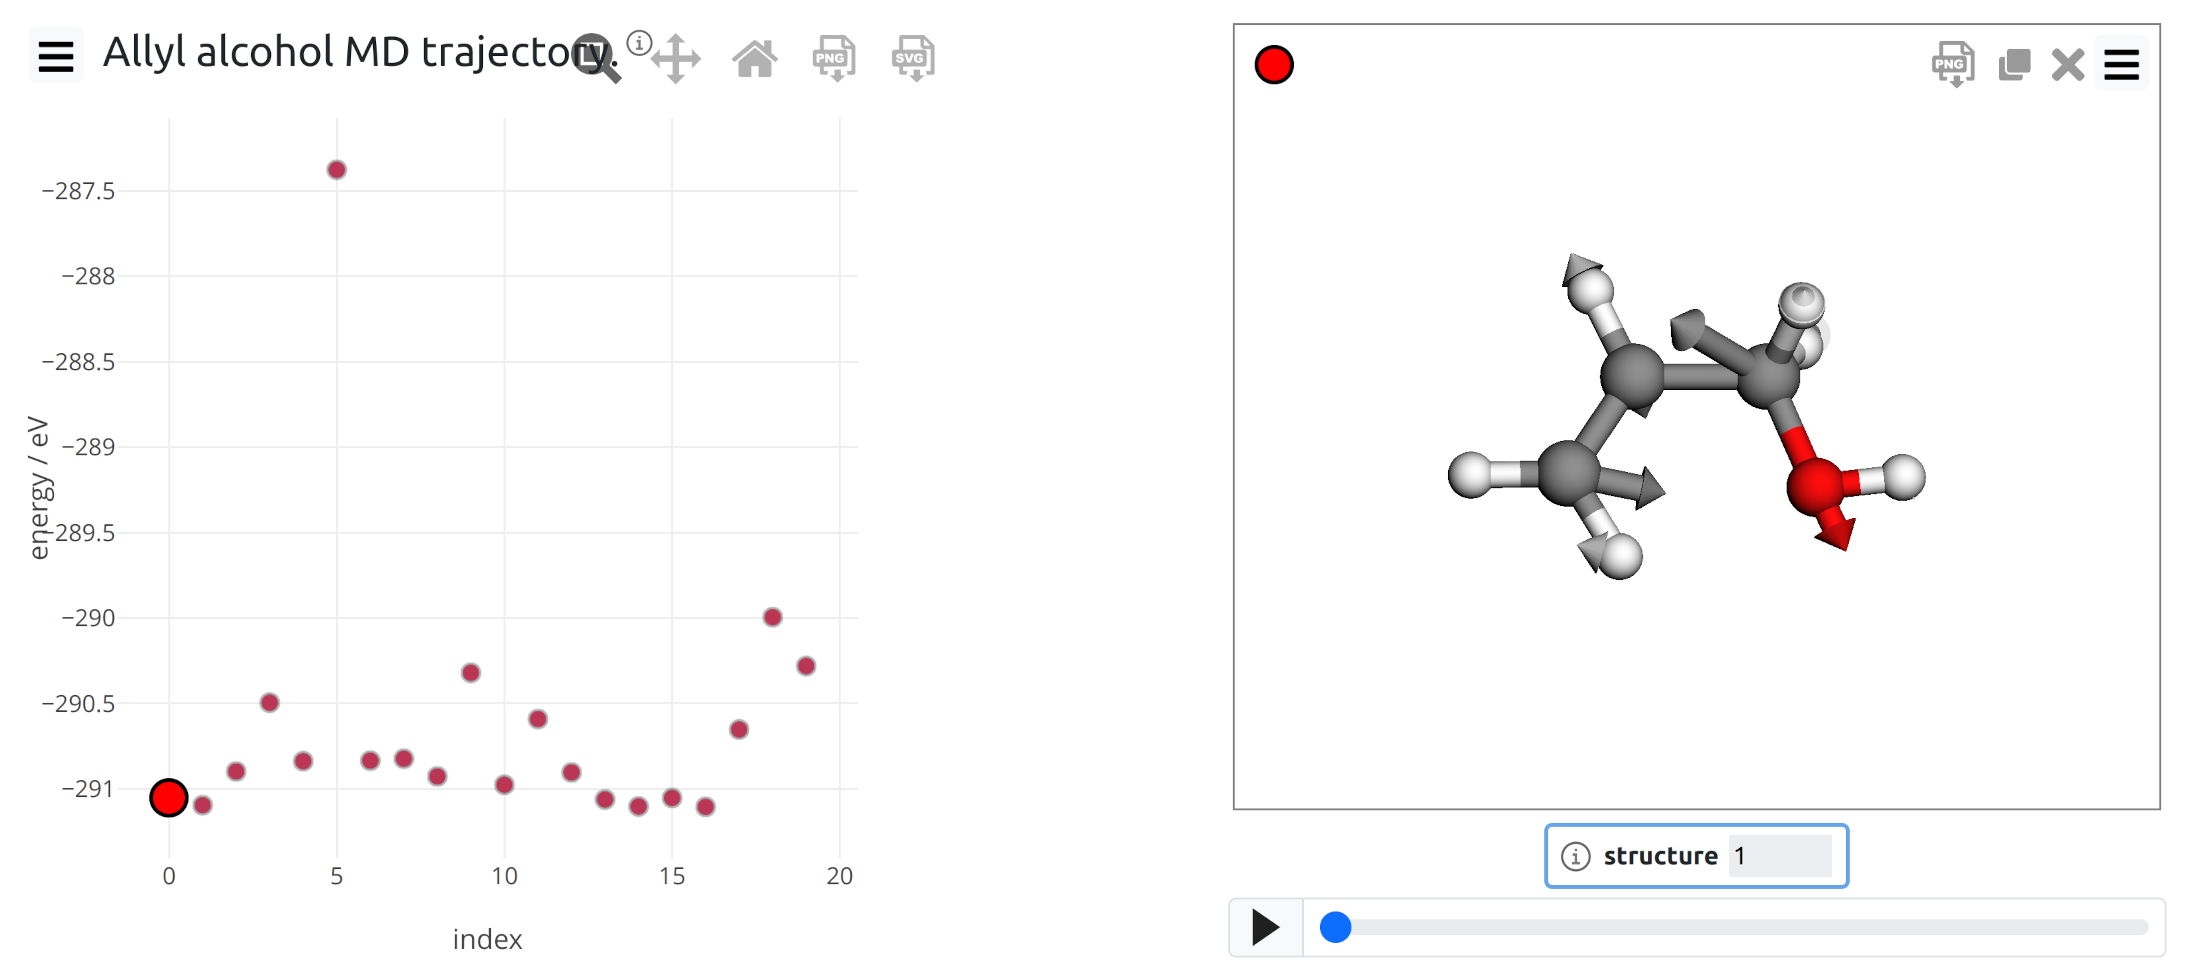 Allyl alcohol MD trajectory.
PNG
SVG
PNG
−287.5
−288
−288.5
−289
−289.5
−290
−290.5
−291
energy / eV
0 5 10 15 20
index
structure 1